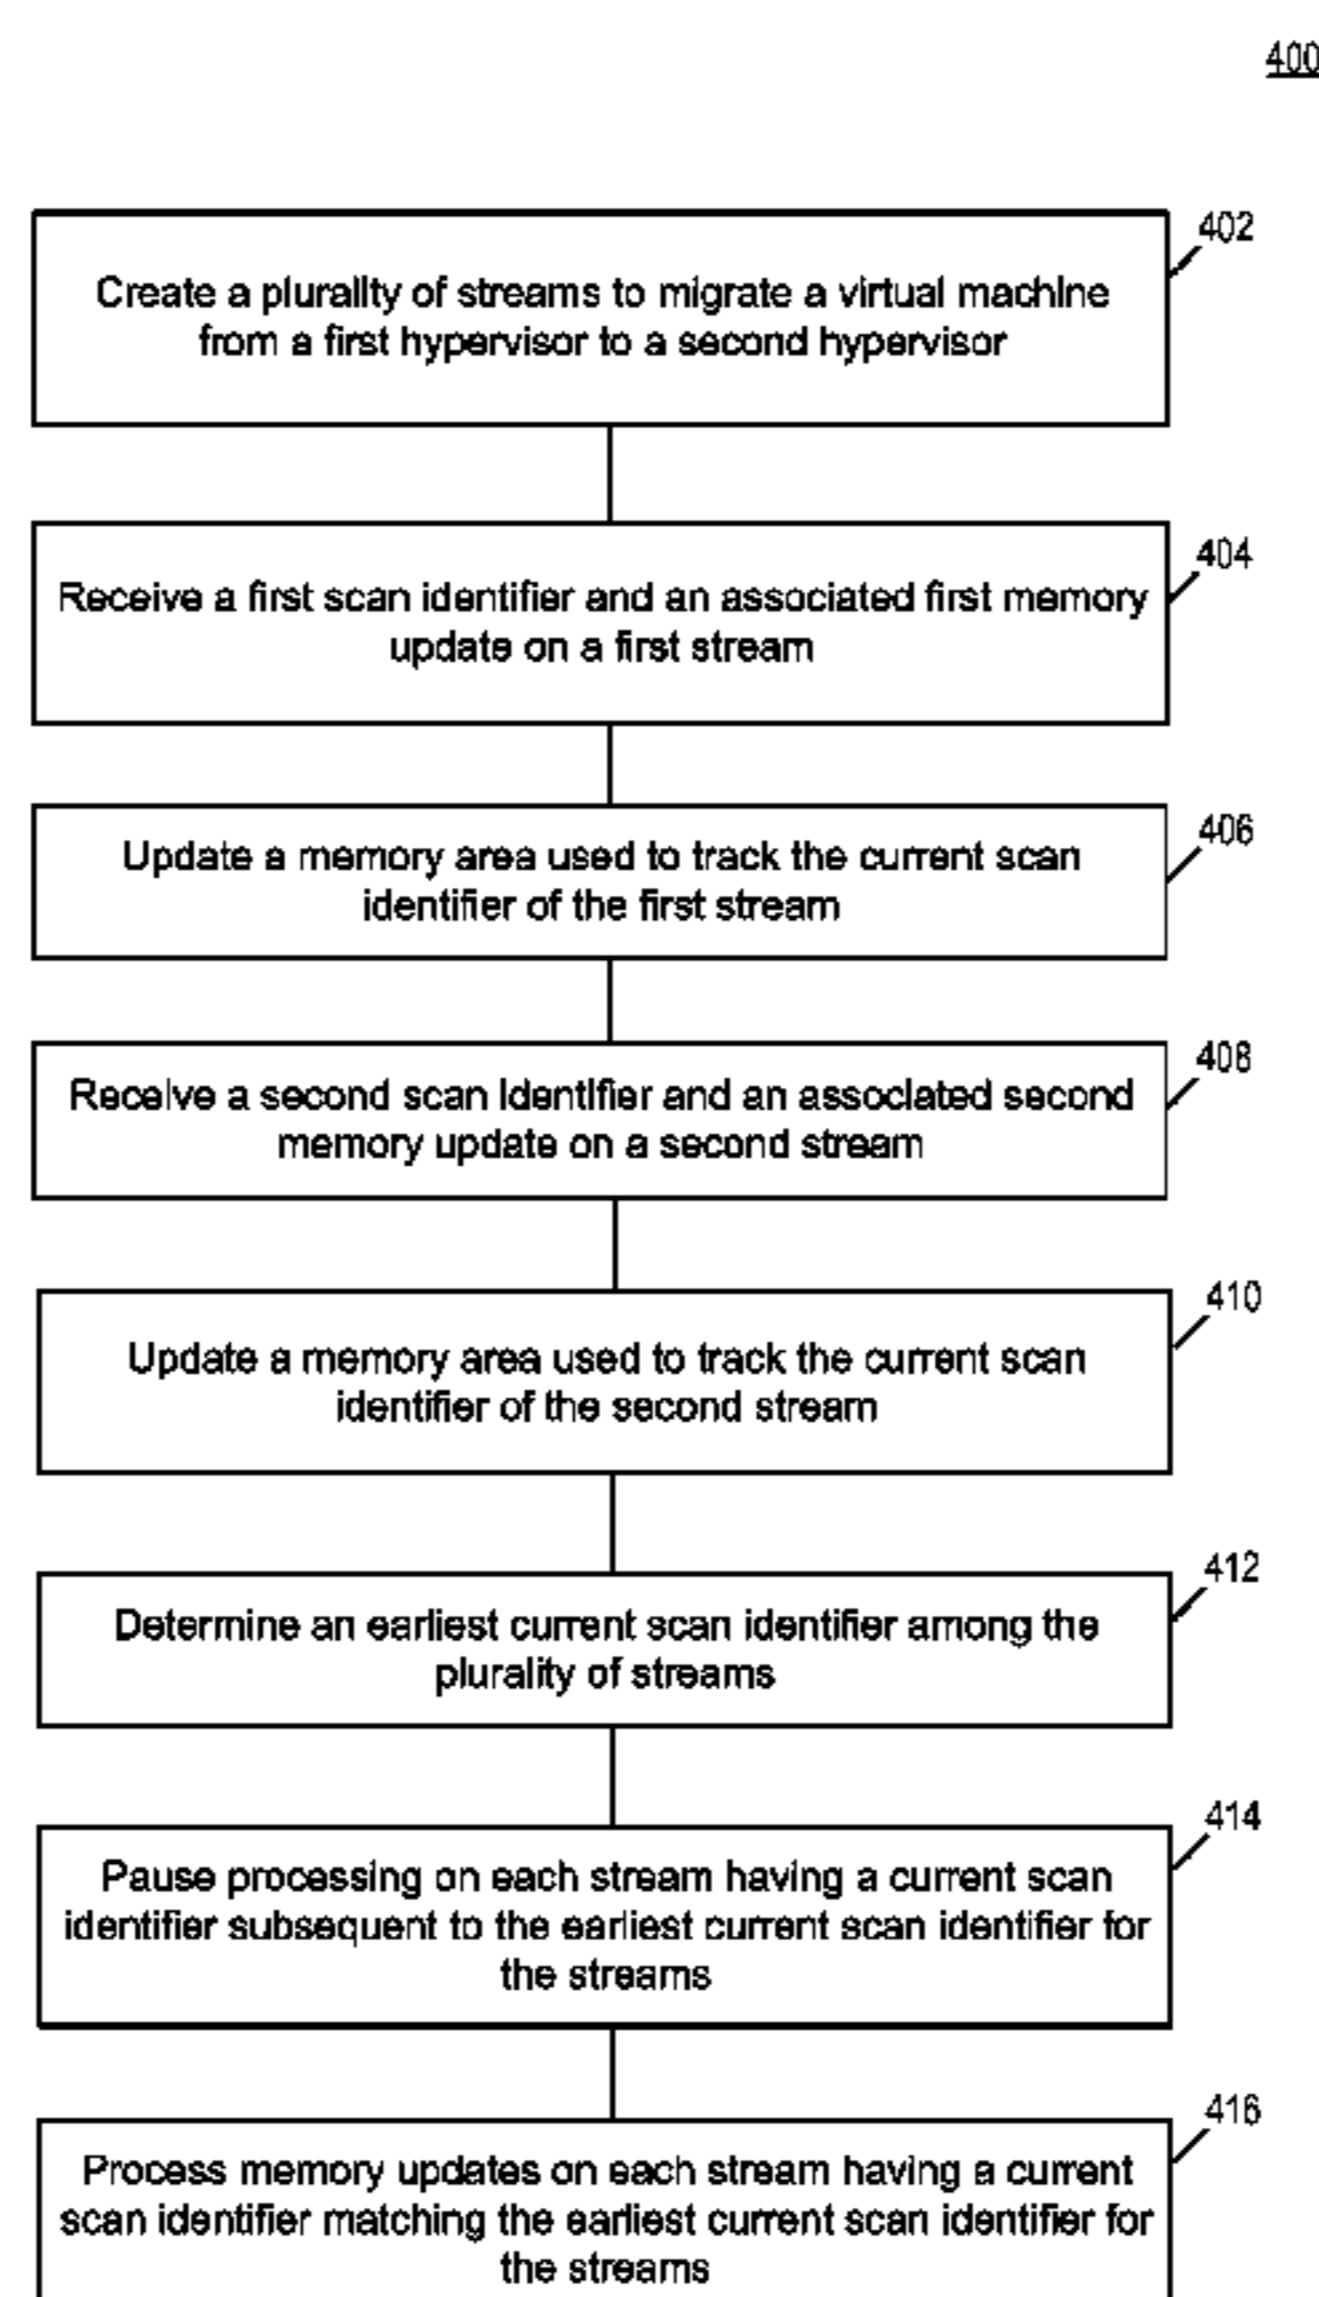 400
402
Create a plurality of streams to migrate a virtual machine
from a first hypervisor to a second hypervisor
404
Receive a first scan identifier and an associated first memory
update on a first stream
406
Update a memory area used to track the current scan
identifier of the first stream
408
Receive a second scan identifier and an associated second
memory update on a second stream
410
Update a memory area used to track the current scan
identifier of the second stream
412
Determine an earliest current scan identifier among the
plurality of streams
414
Pause processing on each stream having a current scan
identifier subsequent to the earliest current scan identifier for
the streams
416
Process memory updates on each stream having a current
scan identifier matching the earliest current scan identifier for
the streams